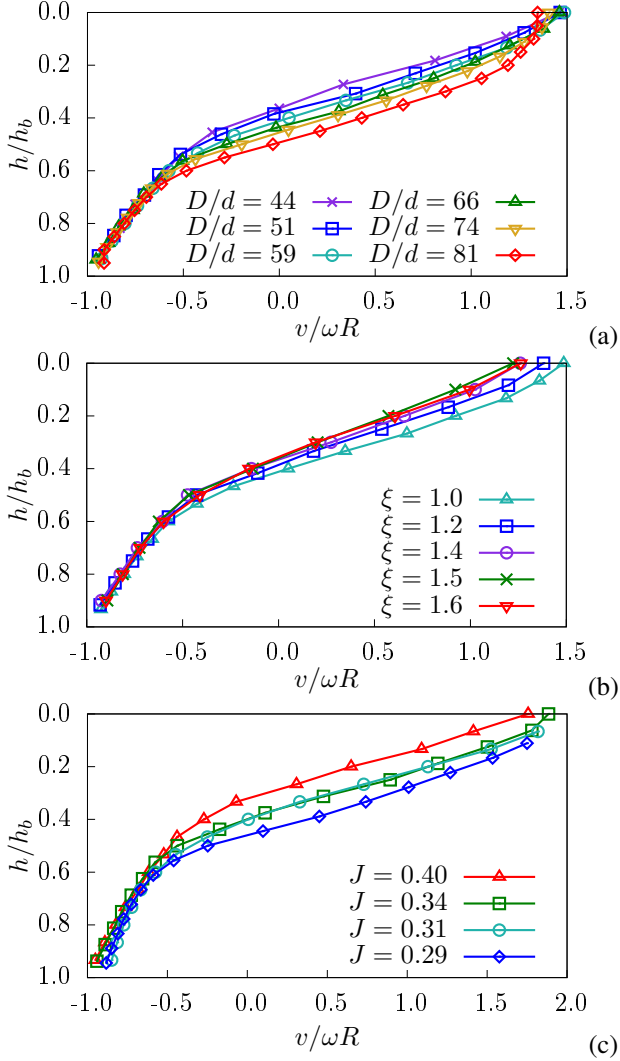 0.0
0.2
0.4
0.6
0.8
1.0
h/h_b
D/d = 44
D/d = 51
D/d = 59
D/d = 66
D/d = 74
D/d = 81
-1.0 -0.5 0.0 0.5 1.0 1.5
v/ωR
(a)
0.0
0.2
0.4
0.6
0.8
1.0
h/h_b
ξ = 1.0
ξ = 1.2
ξ = 1.4
ξ = 1.5
ξ = 1.6
-1.0 -0.5 0.0 0.5 1.0 1.5
v/ωR
(b)
0.0
0.2
0.4
0.6
0.8
1.0
h/h_b
J = 0.40
J = 0.34
J = 0.31
J = 0.29
-1.0 -0.5 0.0 0.5 1.0 1.5 2.0
v/ωR
(c)